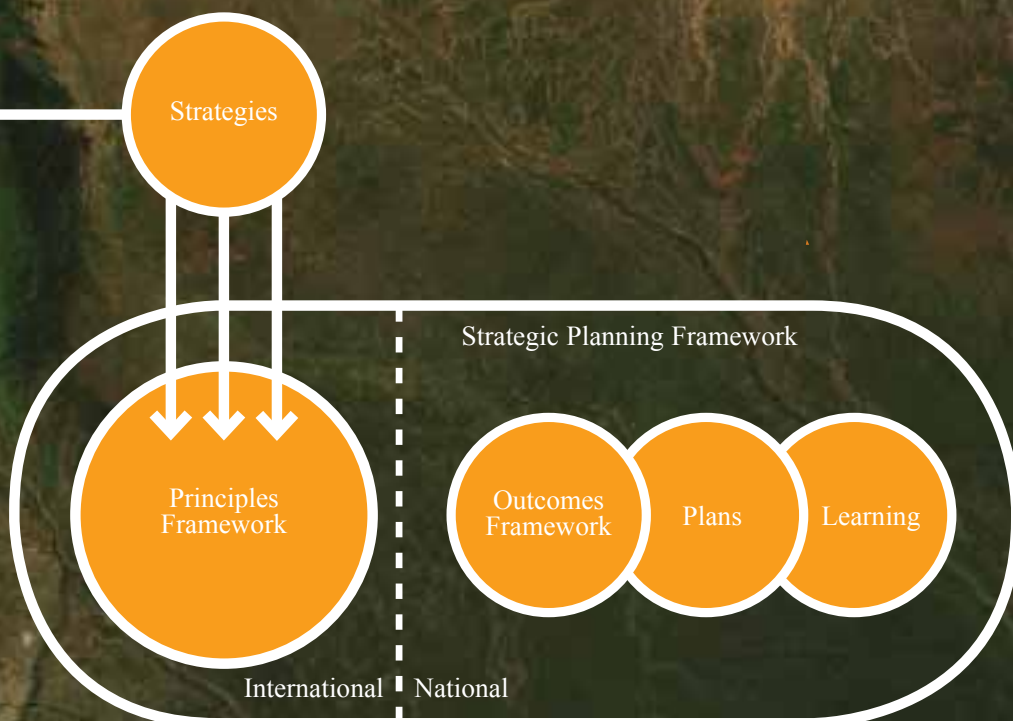 Strategies
Strategic Planning Framework
Principles
Framework
Outcomes
Framework
Plans
Learning
International
National